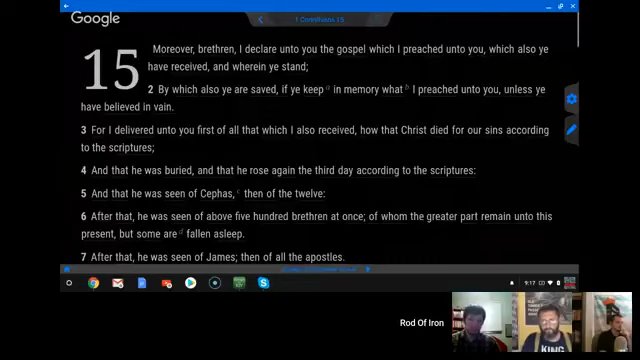 Google
1 Corinthians 15
15
Moreover, brethren, I declare unto you the gospel which I preached unto you, which also ye
have received, and wherein ye stand;
2 By which also ye are saved, if ye keep a in memory what b I preached unto you, unless ye
have believed in vain.
3 For I delivered unto you first of all that which I also received, how that Christ died for our sins according
to the scriptures;
4 And that he was buried, and that he rose again the third day according to the scriptures:
5 And that he was seen of Cephas, c then of the twelve:
6 After that, he was seen of above five hundred brethren at once; of whom the greater part remain unto this
present, but some are d fallen asleep.
7 After that, he was seen of James; then of all the apostles.
9:17
Rod Of Iron
KING